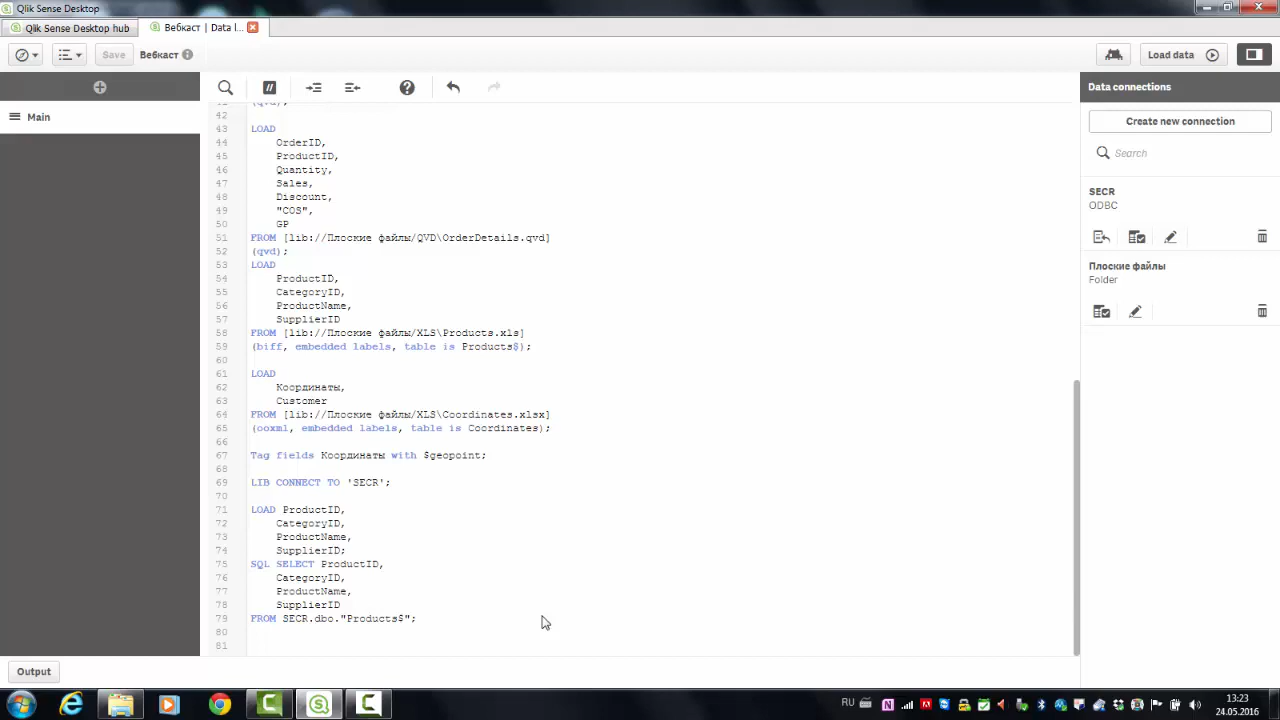 Qlik Sense Desktop
Qlik Sense Desktop hub
Вебкаст | Data l...
Save
Вебкаст
Load data
Data connections
Create new connection
Search
SECR
ODBC
Плоские файлы
Folder
Main
(qvd);
42
43 LOAD
44 OrderID,
45 ProductID,
46 Quantity,
47 Sales,
48 Discount,
49 "COS",
50 GP
51 FROM [lib://Плоские файлы/QVD\OrderDetails.qvd]
52 (qvd);
53 LOAD
54 ProductID,
55 CategoryID,
56 ProductName,
57 SupplierID
58 FROM [lib://Плоские файлы/XLS\Products.xls]
59 (biff, embedded labels, table is Products$);
60
61 LOAD
62 Координаты,
63 Customer
64 FROM [lib://Плоские файлы/XLS\Coordinates.xlsx]
65 (ooxml, embedded labels, table is Coordinates);
66
67 Tag fields Координаты with $geopoint;
68
69 LIB CONNECT TO 'SECR';
70
71 LOAD ProductID,
72 CategoryID,
73 ProductName,
74 SupplierID;
75 SQL SELECT ProductID,
76 CategoryID,
77 ProductName,
78 SupplierID
79 FROM SECR.dbo."Products$";
80
81
Output
RU
13:23
24.05.2016